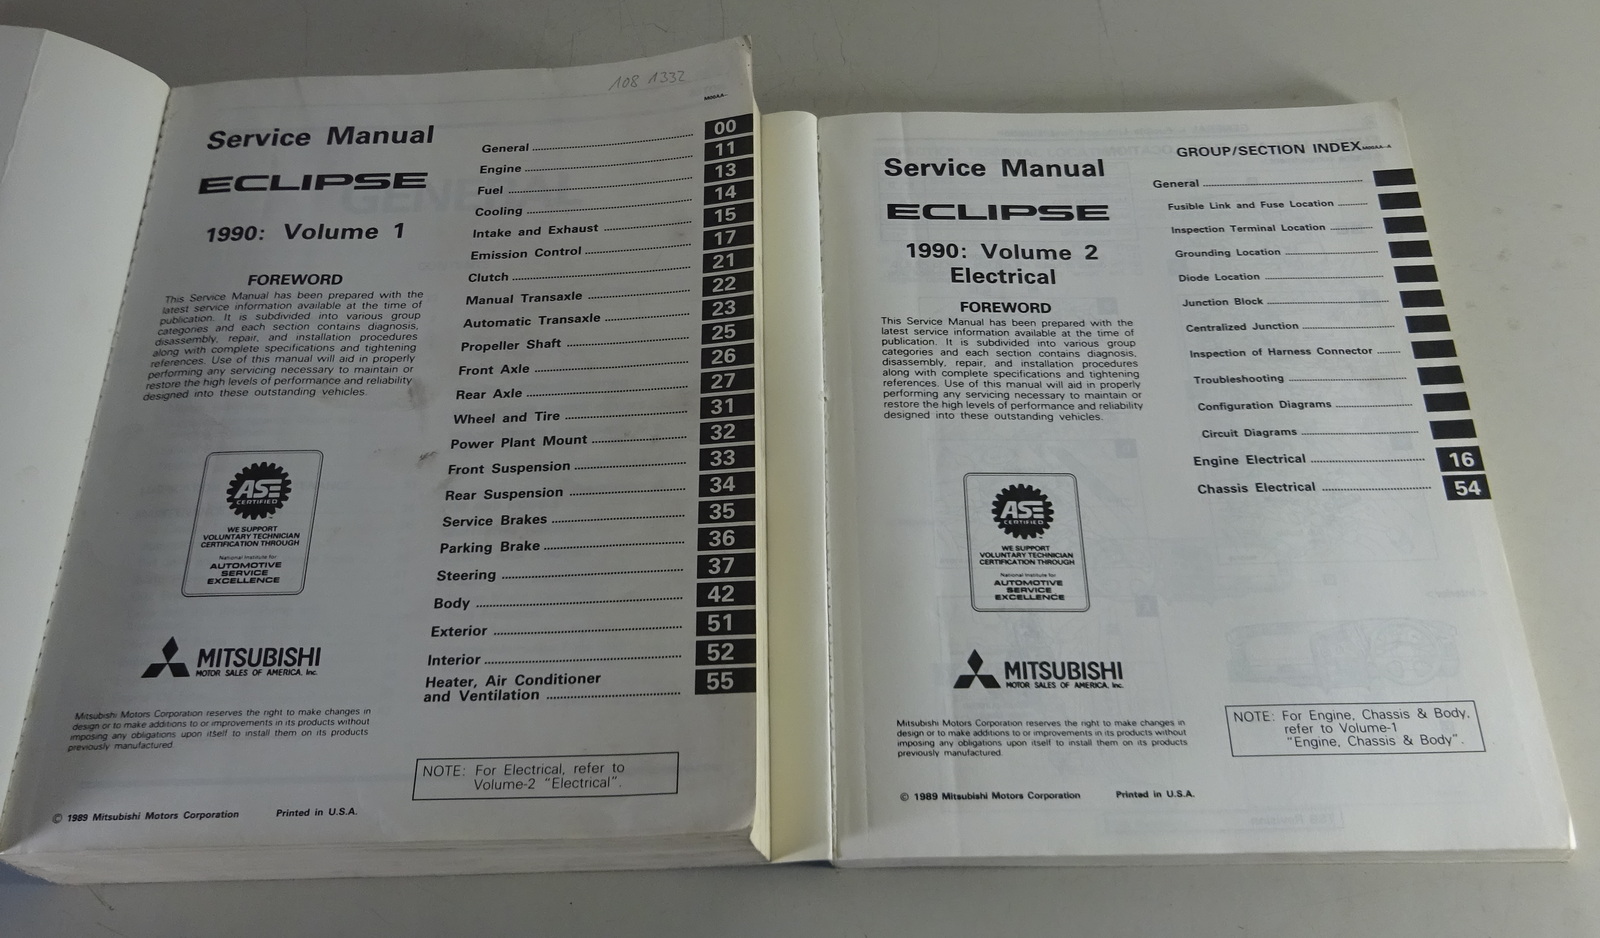 108 1332
M00AA-
Service Manual
ECLIPSE
1990: Volume 1
FOREWORD
This Service Manual has been prepared with the
latest service information available at the time of
publication. It is subdivided into various group
categories and each section contains diagnosis,
disassembly, repair, and installation procedures
along with complete specifications and tightening
references. Use of this manual will aid in properly
performing any servicing necessary to maintain or
restore the high levels of performance and reliability
designed into these outstanding vehicles.
ASE
CERTIFIED
WE SUPPORT
VOLUNTARY TECHNICIAN
CERTIFICATION THROUGH
National Institute for
AUTOMOTIVE
SERVICE
EXCELLENCE
MITSUBISHI
MOTOR SALES OF AMERICA, Inc.
Mitsubishi Motors Corporation reserves the right to make changes in
design or to make additions to or improvements in its products without
imposing any obligations upon itself to install them on its products
previously manufactured.
© 1989 Mitsubishi Motors Corporation Printed in U.S.A.
General 00
Engine 11
Fuel 13
Cooling 14
Intake and Exhaust 15
Emission Control 17
Clutch 21
Manual Transaxle 22
Automatic Transaxle 23
Propeller Shaft 25
Front Axle 26
Rear Axle 27
Wheel and Tire 31
Power Plant Mount 32
Front Suspension 33
Rear Suspension 34
Service Brakes 35
Parking Brake 36
Steering 37
Body 42
Exterior 51
Interior 52
Heater, Air Conditioner
and Ventilation 55
NOTE: For Electrical, refer to
Volume-2 "Electrical".
Service Manual
ECLIPSE
1990: Volume 2
Electrical
FOREWORD
This Service Manual has been prepared with the
latest service information available at the time of
publication. It is subdivided into various group
categories and each section contains diagnosis,
disassembly, repair, and installation procedures
along with complete specifications and tightening
references. Use of this manual will aid in properly
performing any servicing necessary to maintain or
restore the high levels of performance and reliability
designed into these outstanding vehicles.
ASE
CERTIFIED
WE SUPPORT
VOLUNTARY TECHNICIAN
CERTIFICATION THROUGH
National Institute for
AUTOMOTIVE
SERVICE
EXCELLENCE
MITSUBISHI
MOTOR SALES OF AMERICA, Inc.
Mitsubishi Motors Corporation reserves the right to make changes in
design or to make additions to or improvements in its products without
imposing any obligations upon itself to install them on its products
previously manufactured.
© 1989 Mitsubishi Motors Corporation Printed in U.S.A.
GROUP/SECTION INDEX M00AA-A
General
Fusible Link and Fuse Location
Inspection Terminal Location
Grounding Location
Diode Location
Junction Block
Centralized Junction
Inspection of Harness Connector
Troubleshooting
Configuration Diagrams
Circuit Diagrams
Engine Electrical 16
Chassis Electrical 54
NOTE: For Engine, Chassis & Body,
refer to Volume-1
"Engine, Chassis & Body".